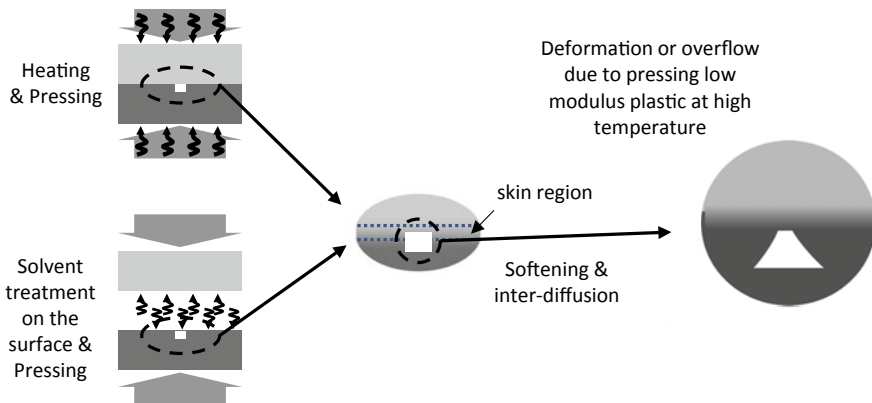 Heating
& Pressing
Solvent
treatment
on the
surface &
Pressing
skin region
Softening &
inter-diffusion
Deformation or overflow
due to pressing low
modulus plastic at high
temperature